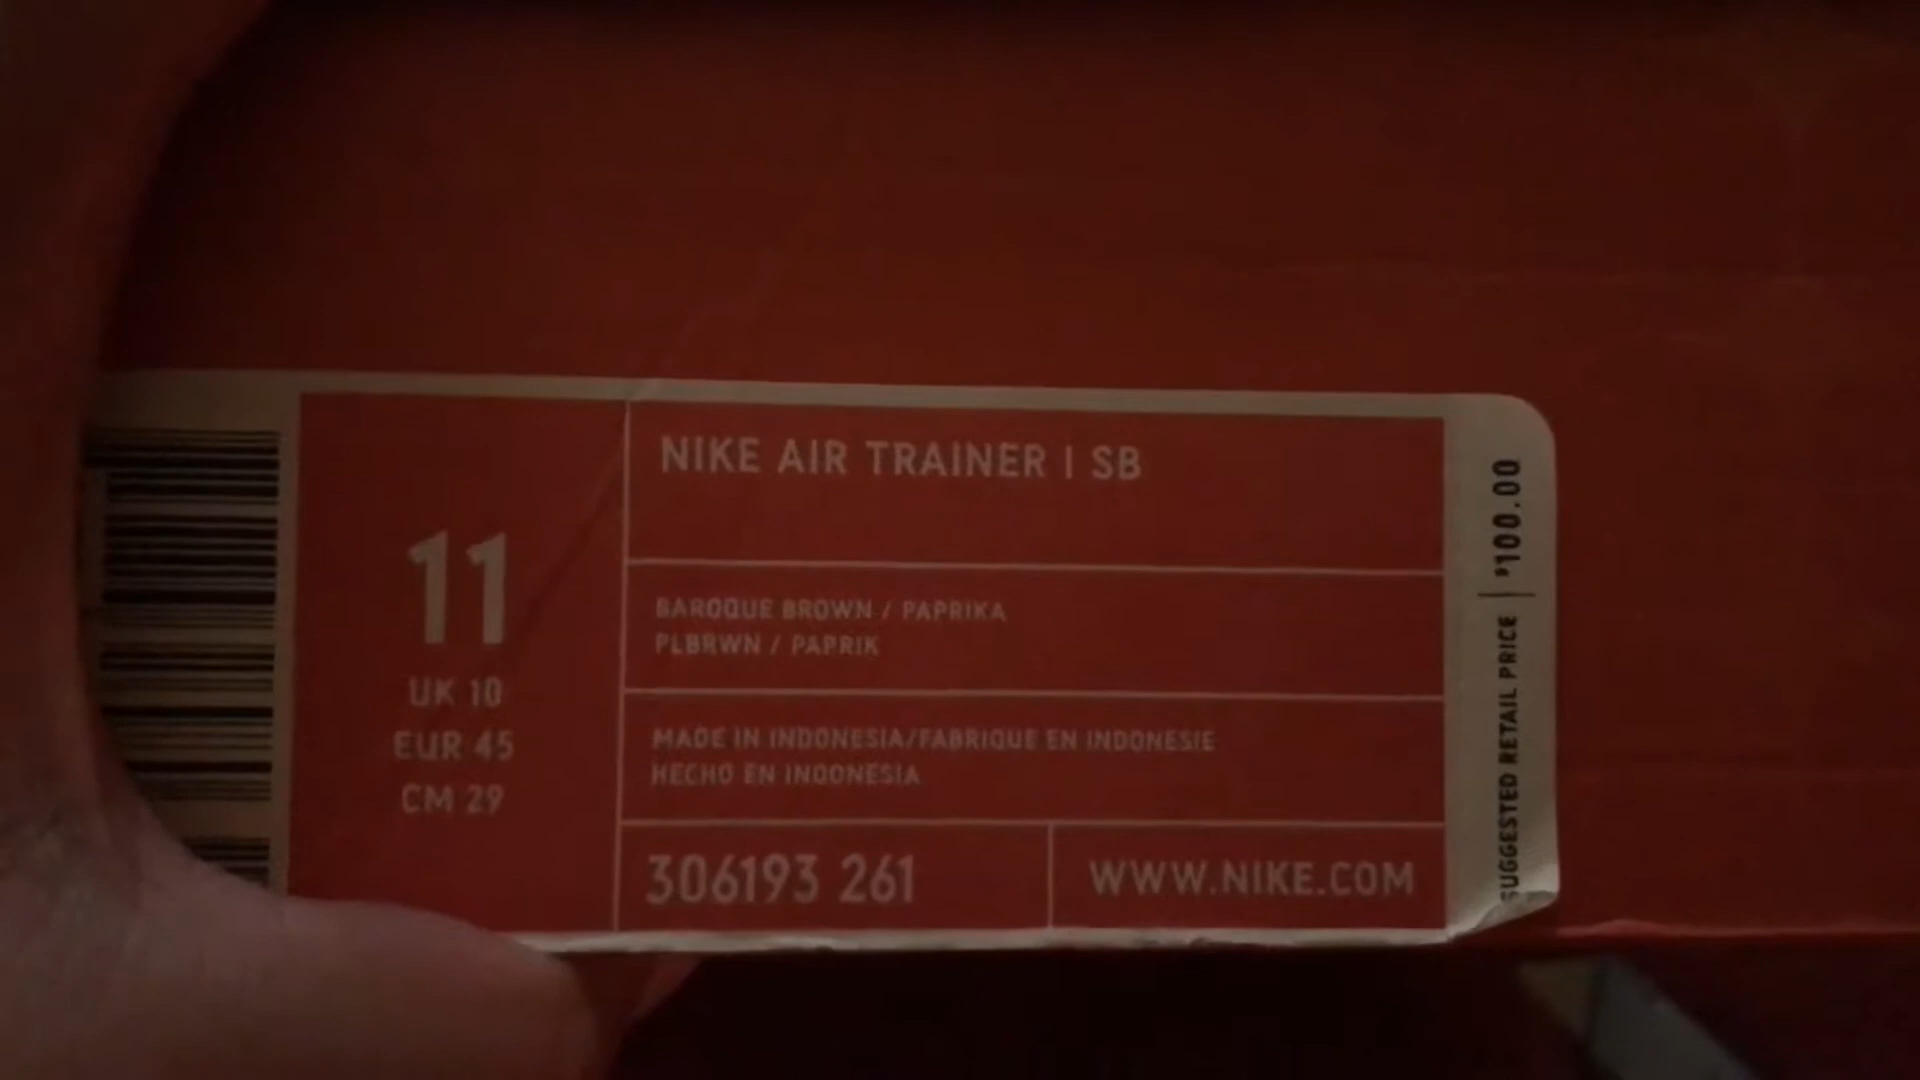 11
UK 10
EUR 45
CM 29
NIKE AIR TRAINER I SB
BAROQUE BROWN / PAPRIKA
PLBRWN / PAPRIK
MADE IN INDONESIA/FABRIQUE EN INDONESIE
HECHO EN INDONESIA
306193 261
WWW.NIKE.COM
SUGGESTED RETAIL PRICE | $100.00